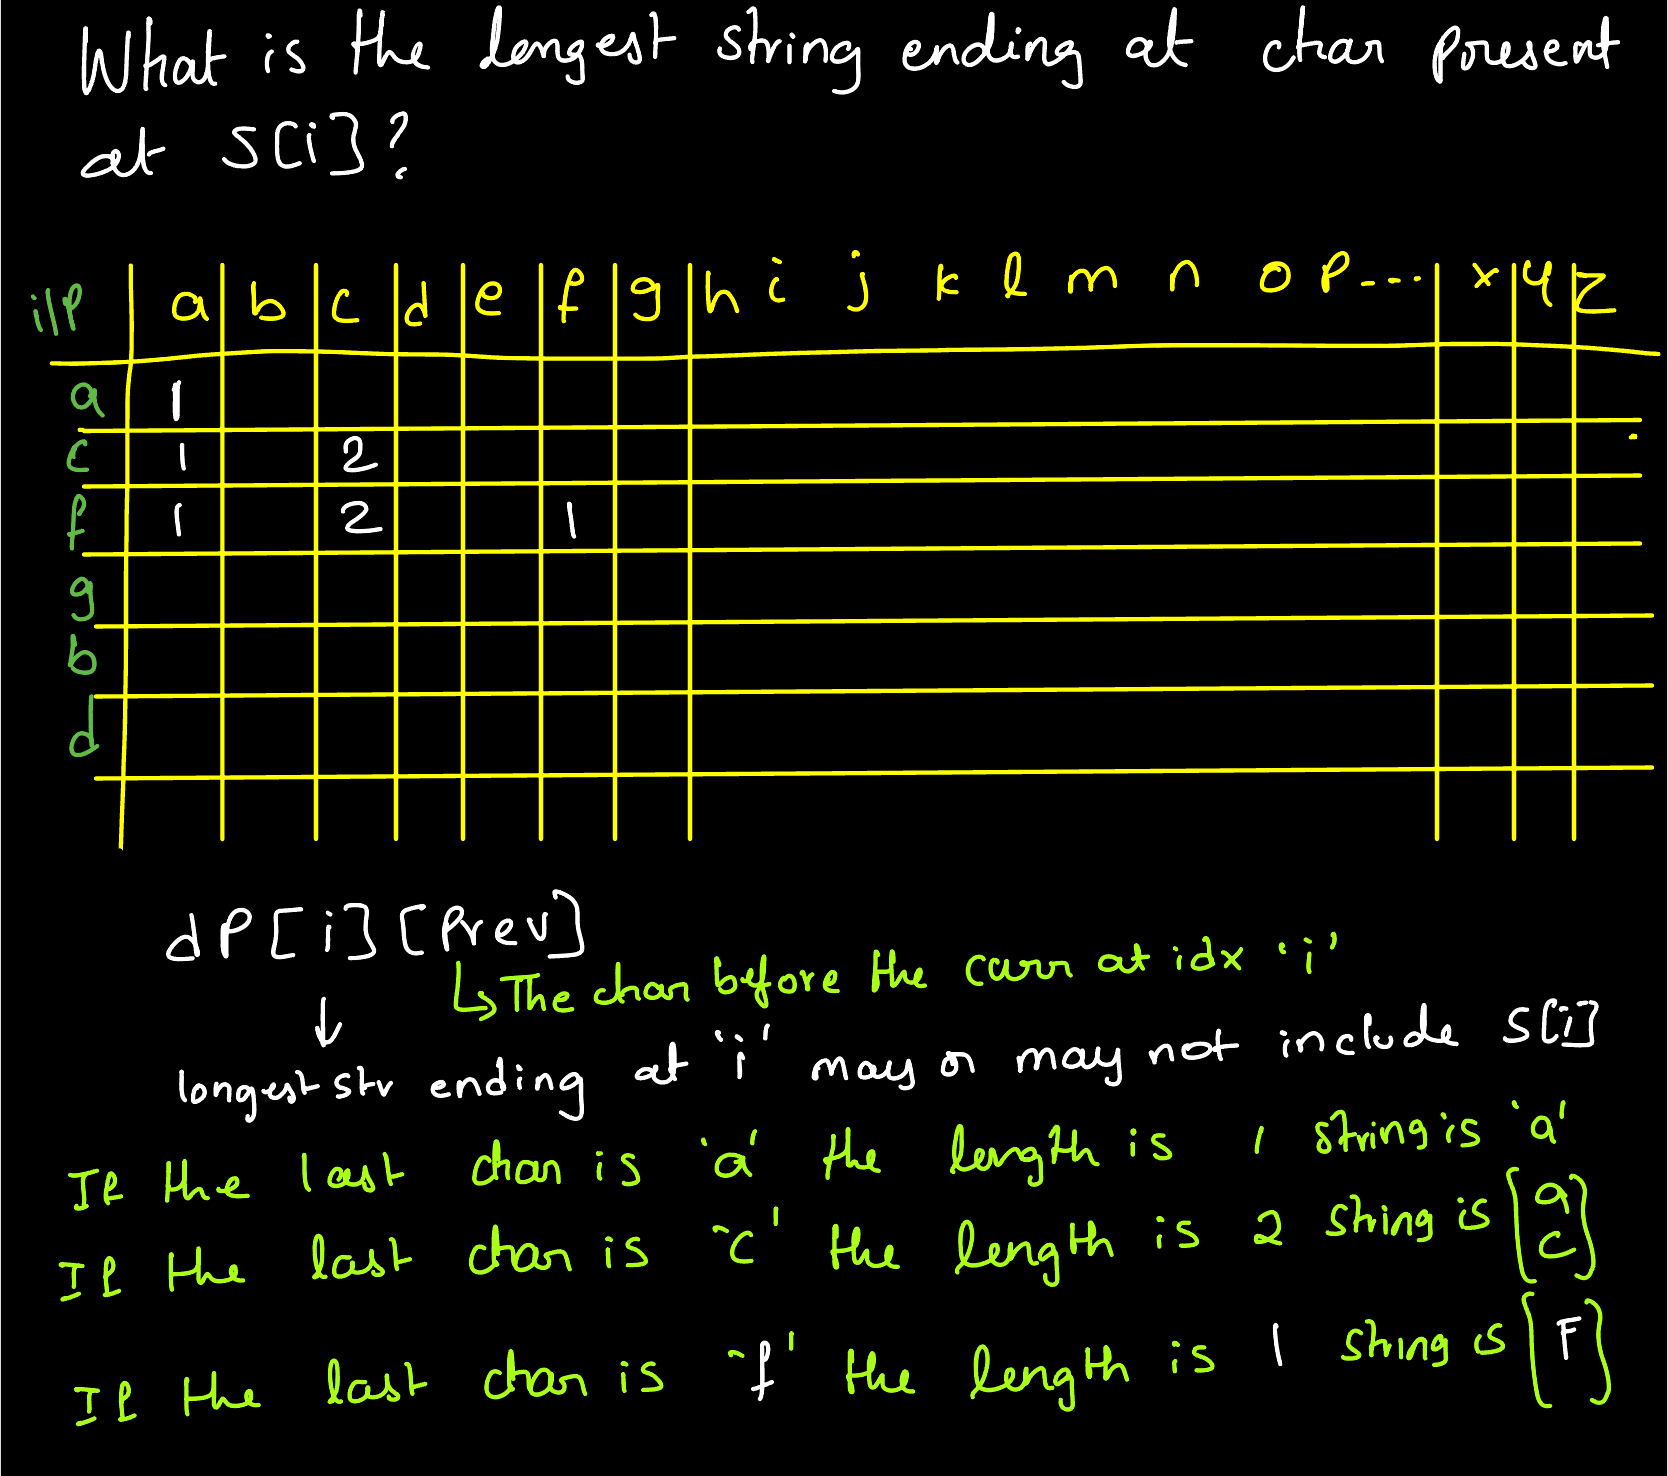 What is the longest string ending at char present
at S[i]?
i/P a b c d e f g h i j k l m n o p--- x y z
a 1
c 1 2
f 1 2 1
g
b
d
dP[i][Prev]
↳ The char before the curr at idx 'i'
↓
longest str ending at 'i' may or may not include S[i]
If the last char is 'a' the length is 1 string is 'a'
If the last char is 'c' the length is 2 string is [a
c]
If the last char is 'f' the length is 1 string is [F]